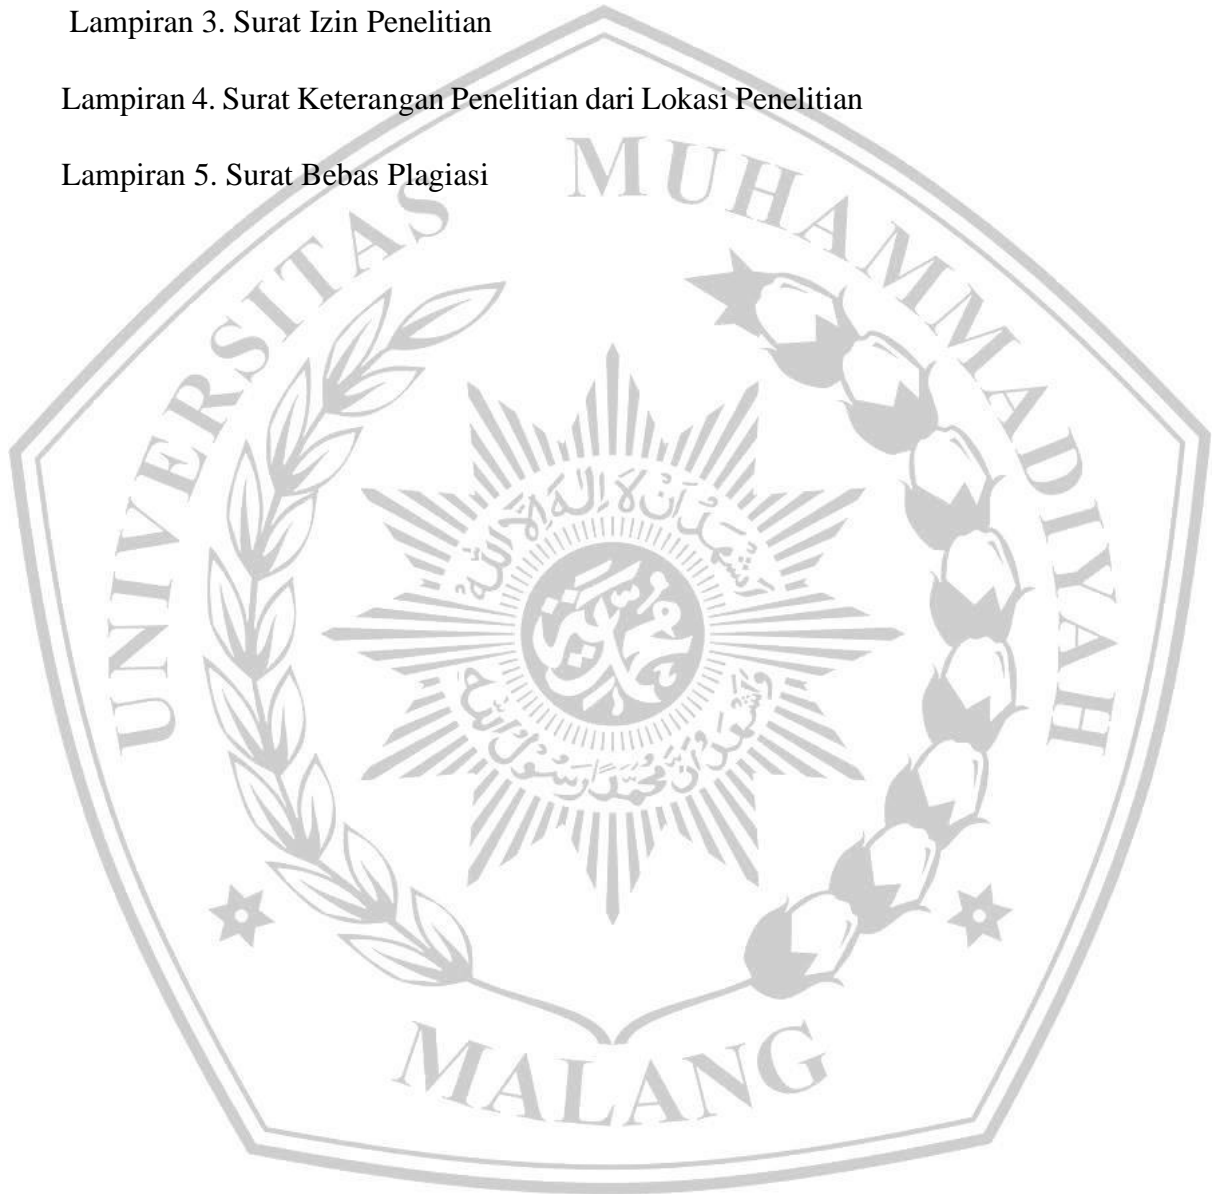 Lampiran 3. Surat Izin Penelitian
Lampiran 4. Surat Keterangan Penelitian dari Lokasi Penelitian
Lampiran 5. Surat Bebas Plagiasi
UNIVERSITAS MUHAMMADIYAH
MALANG